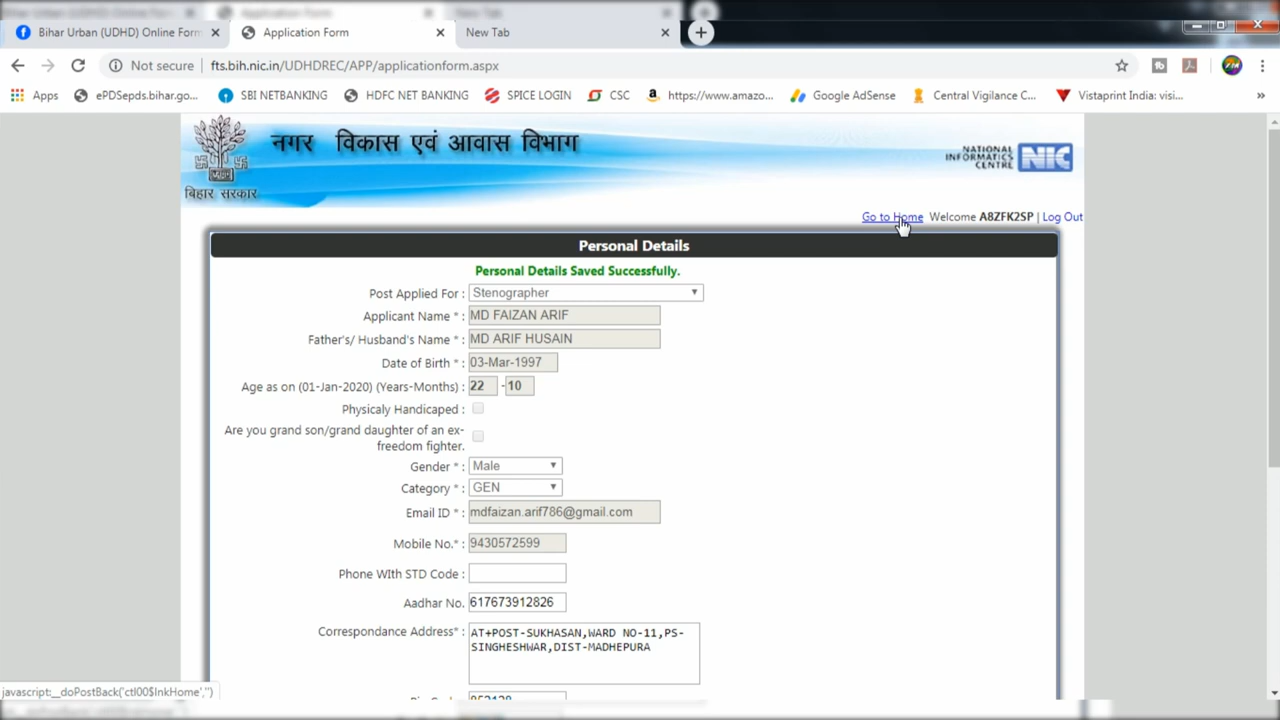 Bihar Urban (UDHD) Online Form
Application Form
New Tab
Not secure
fts.bih.nic.in/UDHDREC/APP/applicationform.aspx
Apps
ePDSepds.bihar.go...
SBI NETBANKING
HDFC NET BANKING
SPICE LOGIN
CSC
https://www.amazo...
Google AdSense
Central Vigilance C...
Vistaprint India: visi...
नगर विकास एवं आवास विभाग
बिहार सरकार
NATIONAL
INFORMATICS
CENTRE
NIC
Go to Home Welcome A8ZFK2SP | Log Out
Personal Details
Personal Details Saved Successfully.
Post Applied For : Stenographer
Applicant Name * : MD FAIZAN ARIF
Father's/ Husband's Name * : MD ARIF HUSAIN
Date of Birth * : 03-Mar-1997
Age as on (01-Jan-2020) (Years-Months) : 22 - 10
Physicaly Handicaped :
Are you grand son/grand daughter of an ex-
freedom fighter.
Gender * : Male
Category * : GEN
Email ID * : mdfaizan.arif786@gmail.com
Mobile No.* : 9430572599
Phone WIth STD Code :
Aadhar No. 617673912826
Correspondance Address* : AT+POST-SUKHASAN,WARD NO-11,PS-
SINGHESHWAR,DIST-MADHEPURA
javascript:__doPostBack('ctl00$lnkHome','')